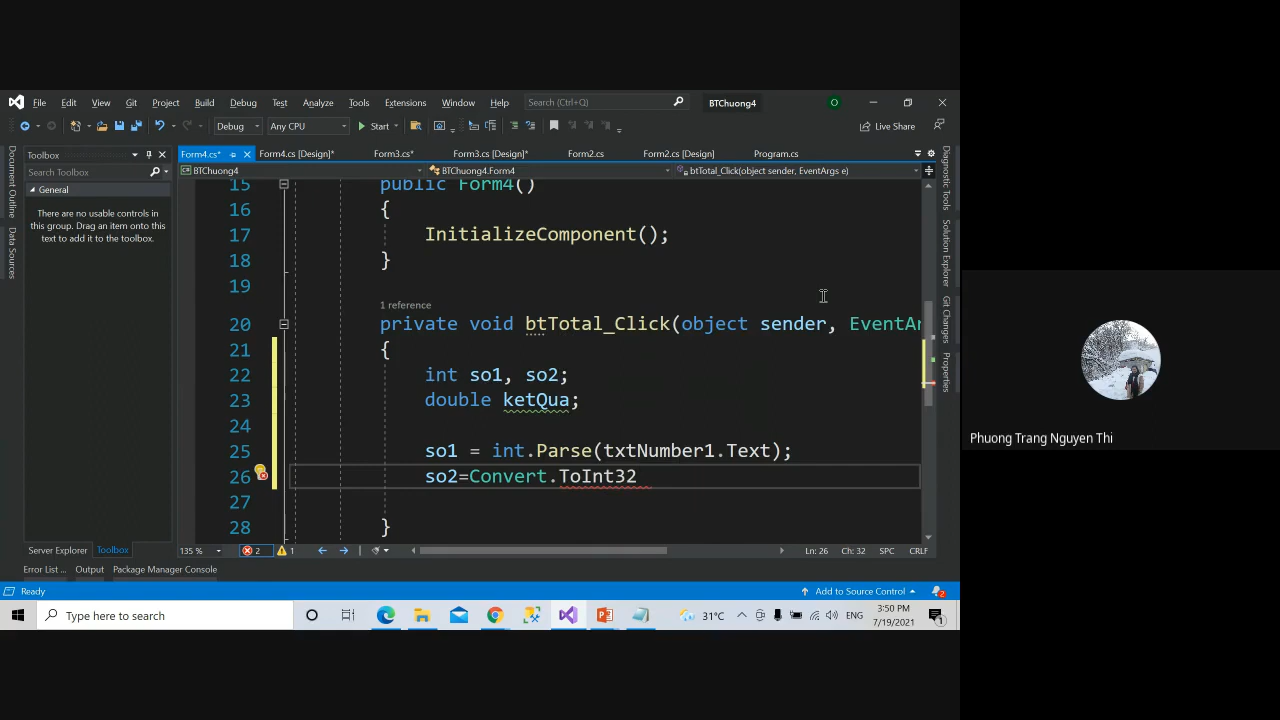 File Edit View Git Project Build Debug Test Analyze Tools Extensions Window Help Search (Ctrl+Q) BTChuong4 O
Debug Any CPU Start Live Share
Toolbox
Form4.cs* Form4.cs [Design]* Form3.cs* Form3.cs [Design]* Form2.cs Form2.cs [Design] Program.cs
Search Toolbox
BTChuong4 BTChuong4.Form4 btTotal_Click(object sender, EventArgs e)
General
There are no usable controls in
this group. Drag an item onto this
text to add it to the toolbox.
Document Outline
Data Sources
15 public Form4()
16 {
17 InitializeComponent();
18 }
19
1 reference
20 private void btTotal_Click(object sender, EventAr
21 {
22 int so1, so2;
23 double ketQua;
24
25 so1 = int.Parse(txtNumber1.Text);
26 so2=Convert.ToInt32
27
28 }
Diagnostic Tools
Solution Explorer
Git Changes
Properties
Server Explorer Toolbox
135 % 2 1 Ln: 26 Ch: 32 SPC CRLF
Error List ... Output Package Manager Console
Ready Add to Source Control 2
Type here to search 31°C ENG 3:50 PM
7/19/2021 1
Phuong Trang Nguyen Thi